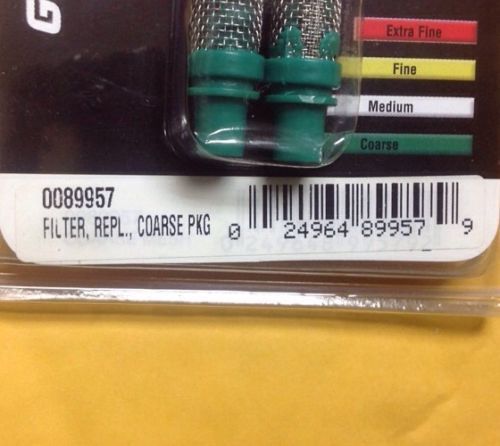 G
Extra Fine
Fine
Medium
Coarse
0089957
FILTER, REPL., COARSE PKG
0 24964 89957 9